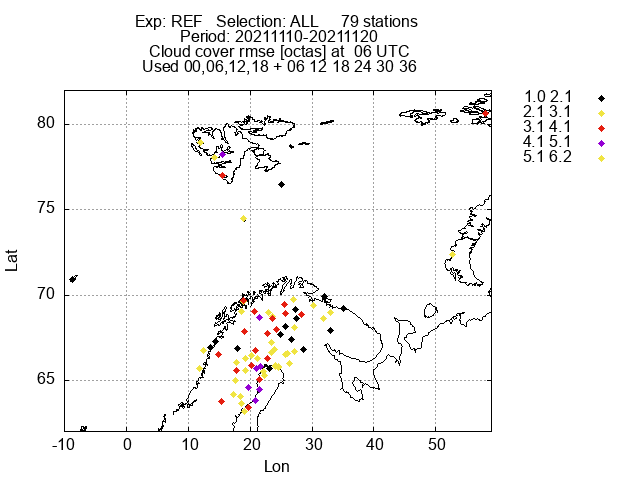 Exp: REF Selection: ALL 79 stations
Period: 20211110-20211120
Cloud cover rmse [octas] at 06 UTC
Used 00,06,12,18 + 06 12 18 24 30 36
1.0 2.1
2.1 3.1
3.1 4.1
4.1 5.1
5.1 6.2
80
75
70
65
Lat
-10 0 10 20 30 40 50
Lon